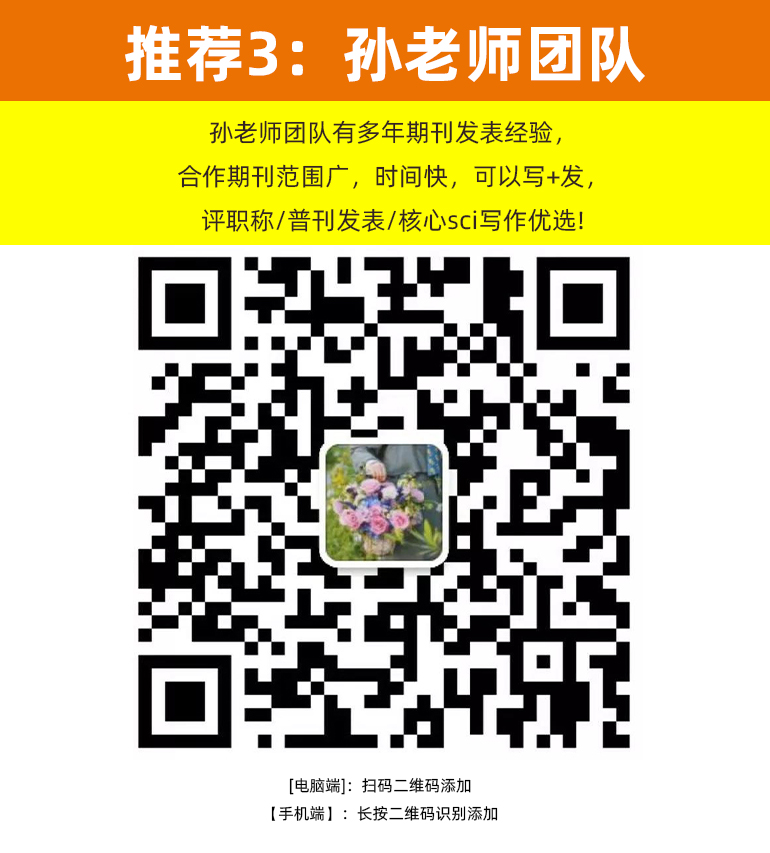 推荐3：孙老师团队
孙老师团队有多年期刊发表经验，
合作期刊范围广，时间快，可以写+发，
评职称/普刊发表/核心sci写作优选!
[电脑端]：扫码二维码添加
【手机端】：长按二维码识别添加